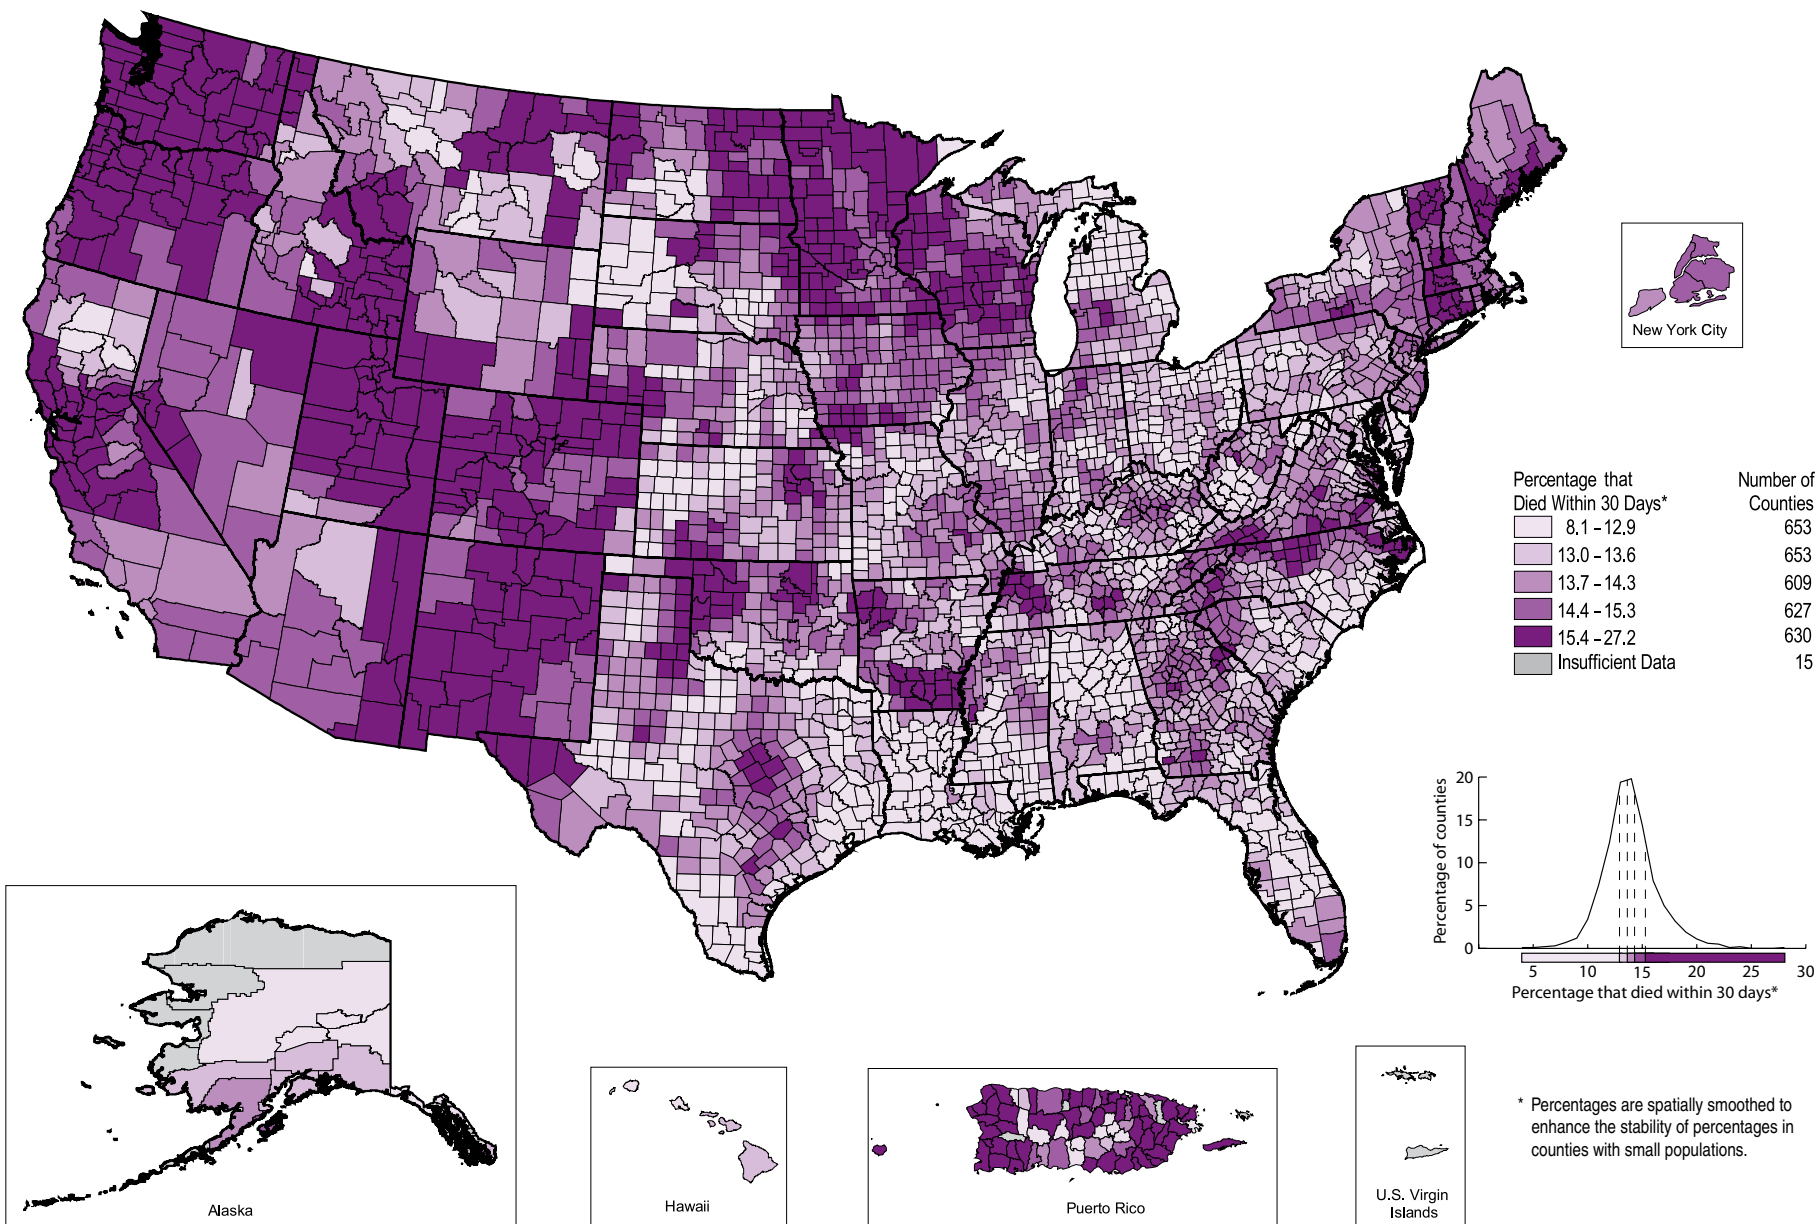 New York City
Percentage that
Died Within 30 Days*
Number of
Counties
8.1 – 12.9 653
13.0 – 13.6 653
13.7 – 14.3 609
14.4 – 15.3 627
15.4 – 27.2 630
Insufficient Data 15
Percentage of counties
20
15
10
5
0
5 10 15 20 25 30
Percentage that died within 30 days*
* Percentages are spatially smoothed to
enhance the stability of percentages in
counties with small populations.
Alaska
Hawaii
Puerto Rico
U.S. Virgin
Islands